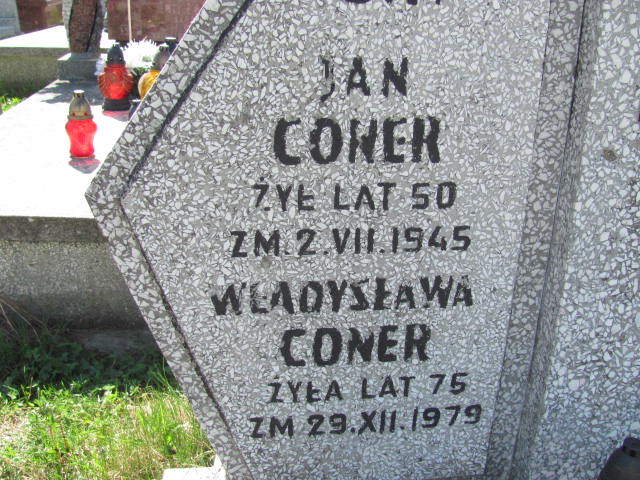 JAN
CONER
ŻYŁ LAT 50
ZM. 2. VII. 1945
WŁADYSŁAWA
CONER
ŻYŁA LAT 75
ZM 29. XII. 1979